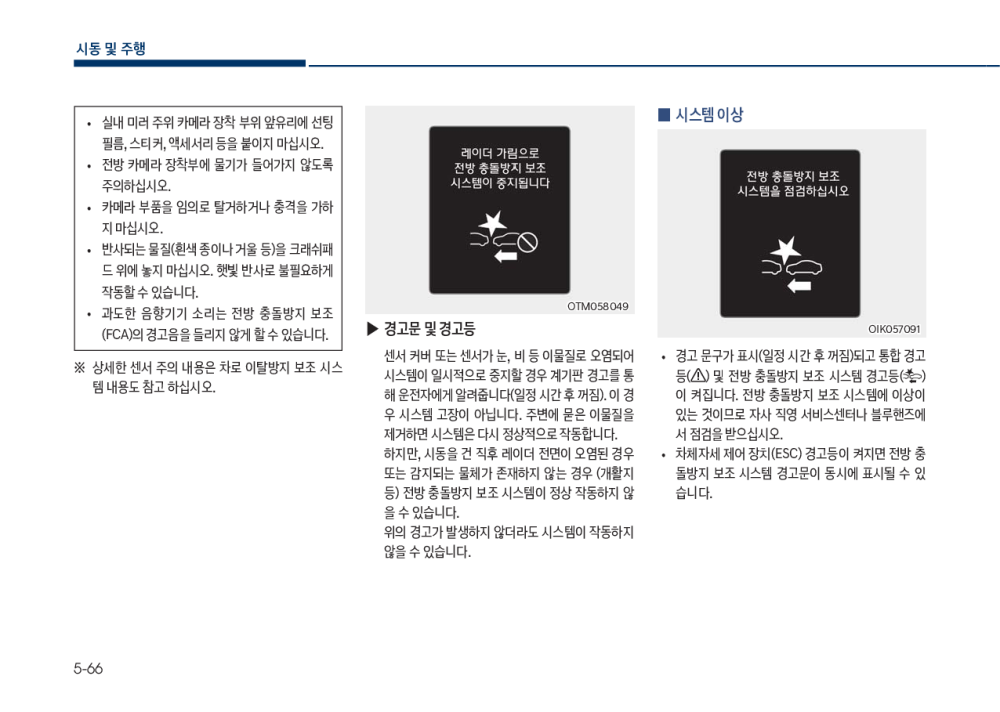 시동 및 주행
• 실내 미러 주위 카메라 장착 부위 앞유리에 선팅
필름, 스티커, 액세서리 등을 붙이지 마십시오.
• 전방 카메라 장착부에 물기가 들어가지 않도록
주의하십시오.
• 카메라 부품을 임의로 탈거하거나 충격을 가하
지 마십시오.
• 반사되는 물질(흰색 종이나 거울 등)을 크래쉬패
드 위에 놓지 마십시오. 햇빛 반사로 불필요하게
작동할 수 있습니다.
• 과도한 음향기기 소리는 전방 충돌방지 보조
(FCA)의 경고음을 들리지 않게 할 수 있습니다.
※ 상세한 센서 주의 내용은 차로 이탈방지 보조 시스
템 내용도 참고 하십시오.
레이더 가림으로
전방 충돌방지 보조
시스템이 중지됩니다
OTM058049
▶ 경고문 및 경고등
센서 커버 또는 센서가 눈, 비 등 이물질로 오염되어
시스템이 일시적으로 중지할 경우 계기판 경고를 통
해 운전자에게 알려줍니다(일정 시간 후 꺼짐). 이 경
우 시스템 고장이 아닙니다. 주변에 묻은 이물질을
제거하면 시스템은 다시 정상적으로 작동합니다.
하지만, 시동을 건 직후 레이더 전면이 오염된 경우
또는 감지되는 물체가 존재하지 않는 경우 (개활지
등) 전방 충돌방지 보조 시스템이 정상 작동하지 않
을 수 있습니다.
위의 경고가 발생하지 않더라도 시스템이 작동하지
않을 수 있습니다.
■ 시스템 이상
전방 충돌방지 보조
시스템을 점검하십시오
OIK057091
• 경고 문구가 표시(일정 시간 후 꺼짐)되고 통합 경고
등(⚠) 및 전방 충돌방지 보조 시스템 경고등( )
이 켜집니다. 전방 충돌방지 보조 시스템에 이상이
있는 것이므로 자사 직영 서비스센터나 블루핸즈에
서 점검을 받으십시오.
• 차체자세 제어 장치(ESC) 경고등이 켜지면 전방 충
돌방지 보조 시스템 경고문이 동시에 표시될 수 있
습니다.
5-66